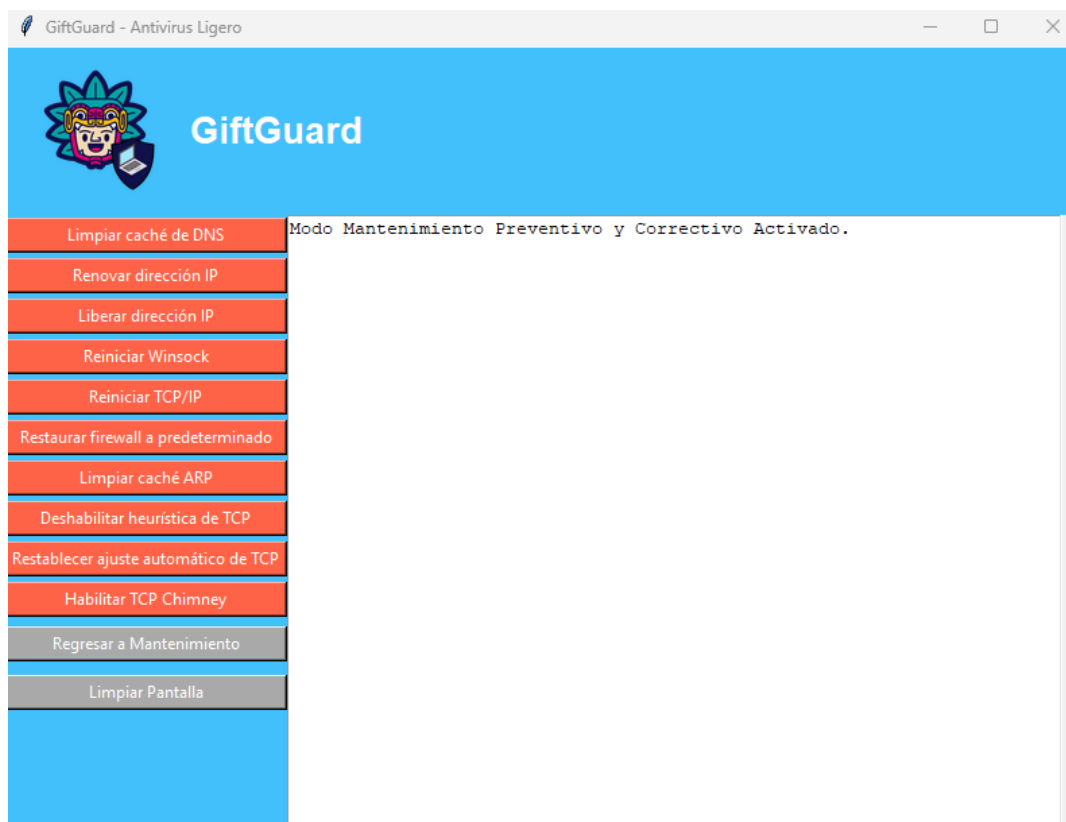 GiftGuard - Antivirus Ligero
GiftGuard
Limpiar caché de DNS
Modo Mantenimiento Preventivo y Correctivo Activado.
Renovar dirección IP
Liberar dirección IP
Reiniciar Winsock
Reiniciar TCP/IP
Restaurar firewall a predeterminado
Limpiar caché ARP
Deshabilitar heurística de TCP
Restablecer ajuste automático de TCP
Habilitar TCP Chimney
Regresar a Mantenimiento
Limpiar Pantalla